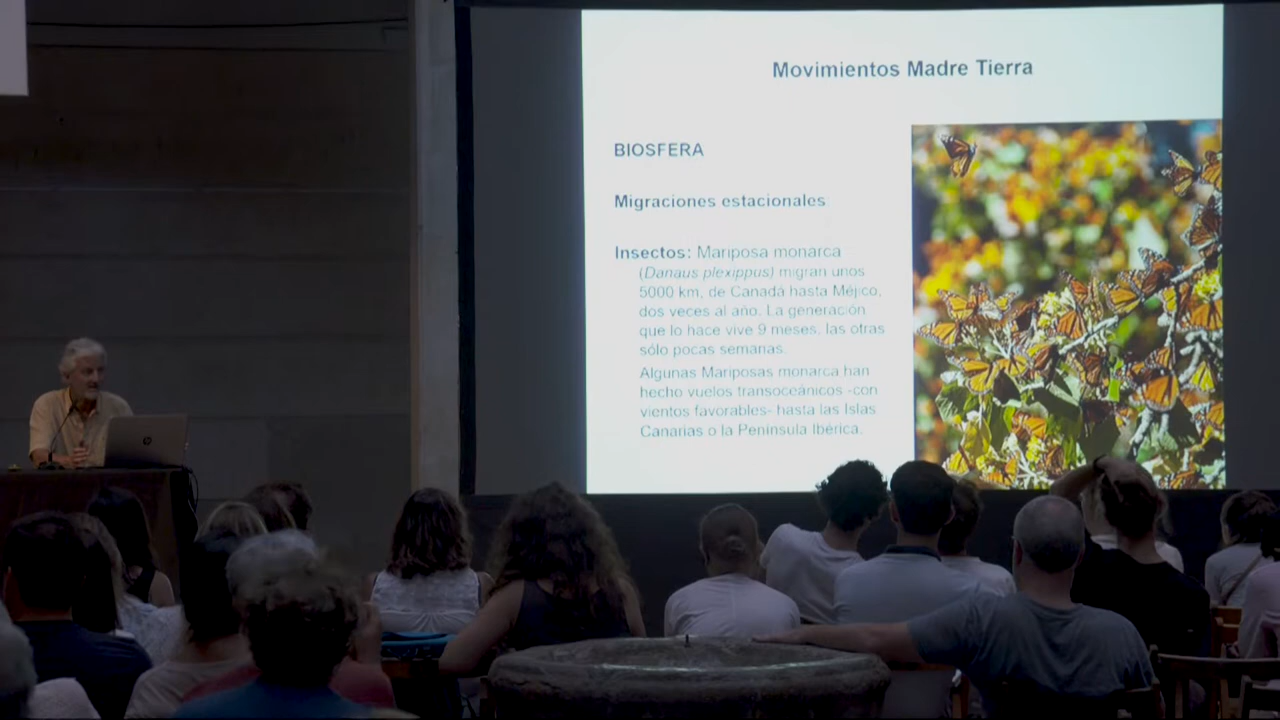 Movimientos Madre Tierra
BIOSFERA
Migraciones estacionales
Insectos: Mariposa monarca
(Danaus plexippus) migran unos
5000 km, de Canadá hasta Méjico,
dos veces al año. La generación
que lo hace vive 9 meses, las otras
sólo pocas semanas.
Algunas Mariposas monarca han
hecho vuelos transoceánicos -con
vientos favorables- hasta las Islas
Canarias o la Península Ibérica.